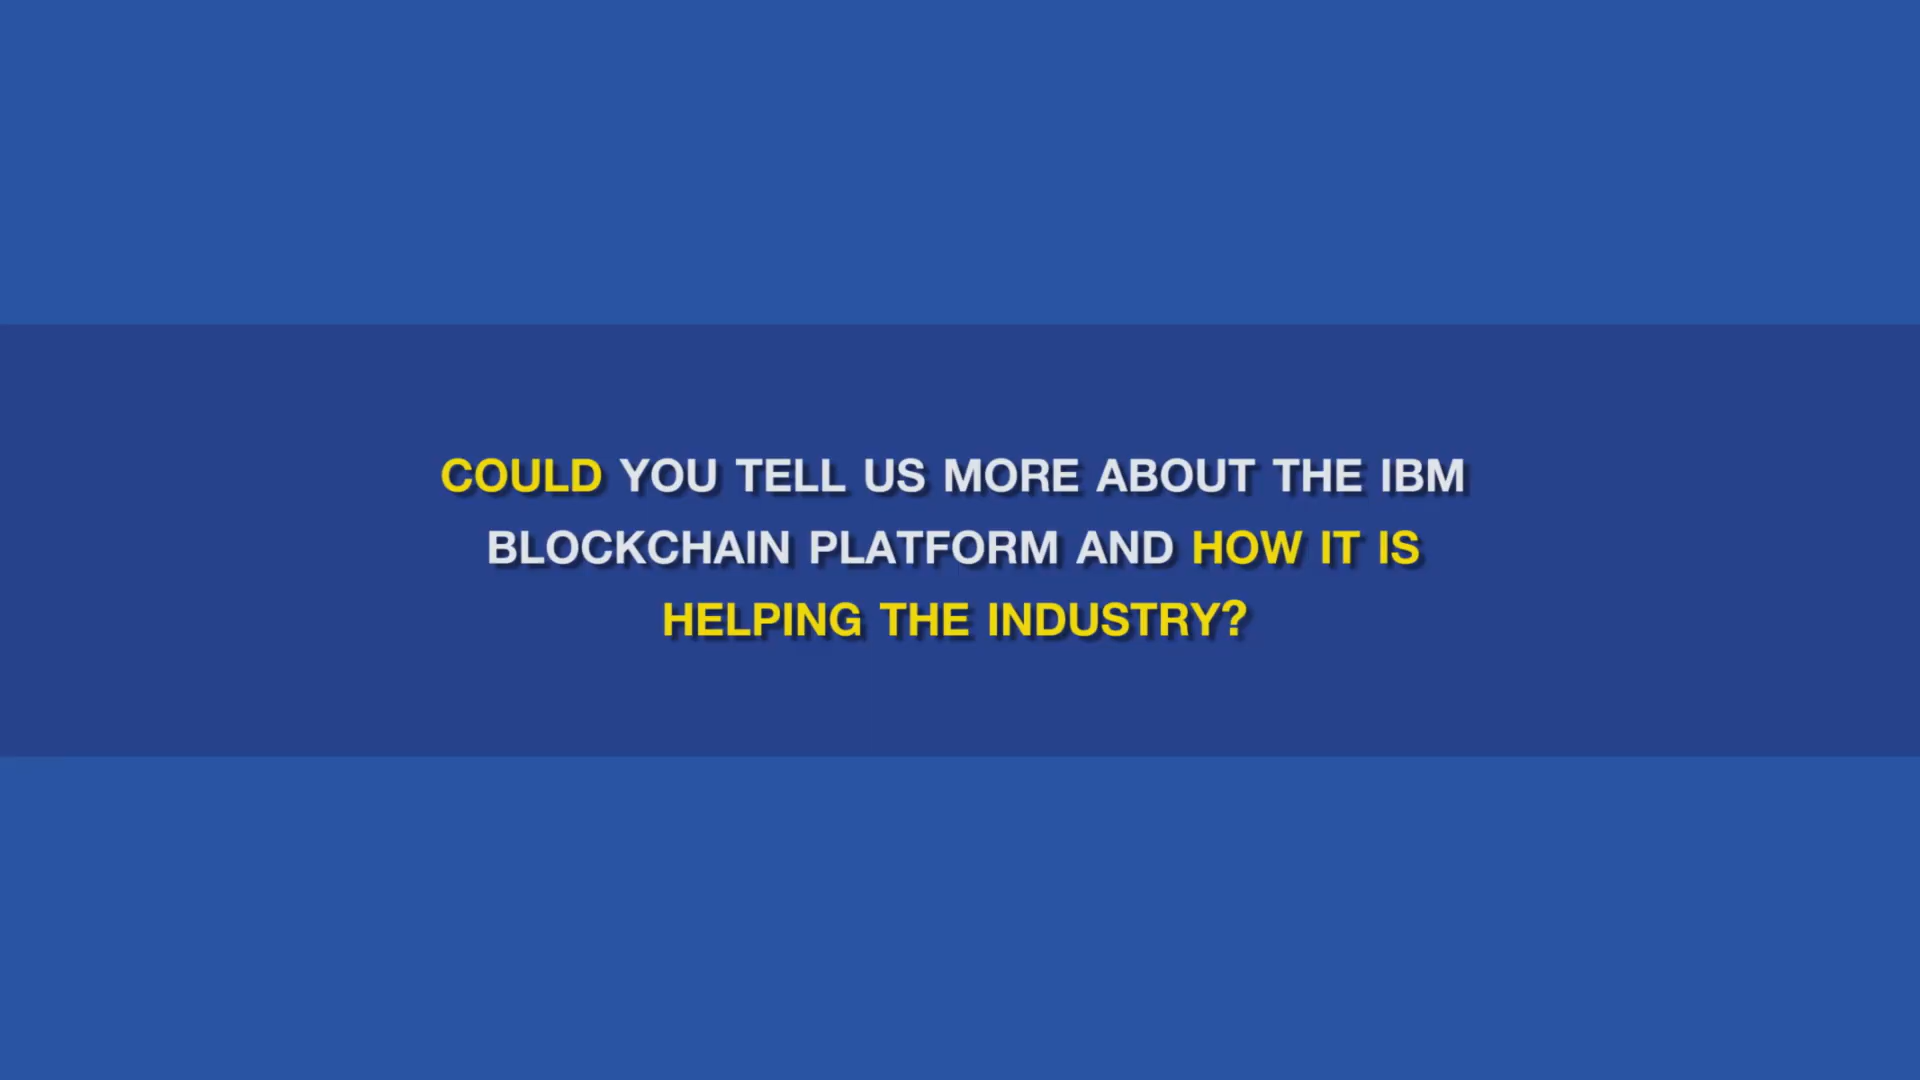 COULD YOU TELL US MORE ABOUT THE IBM
BLOCKCHAIN PLATFORM AND HOW IT IS
HELPING THE INDUSTRY?